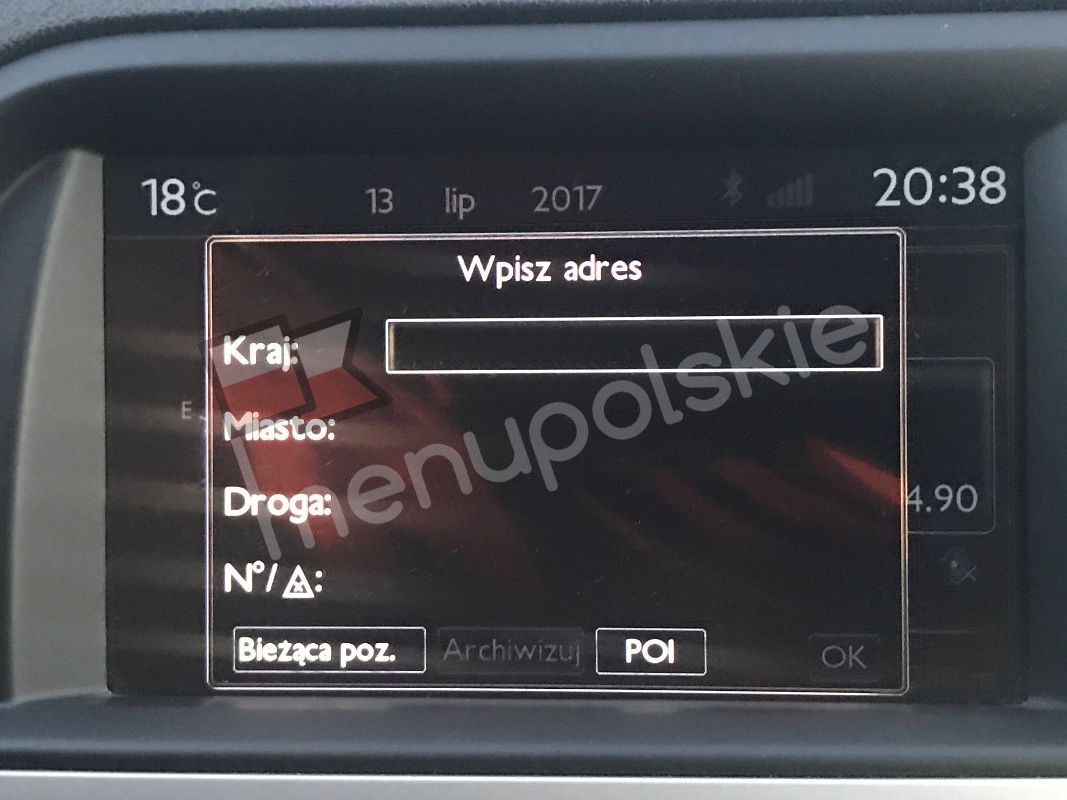 18°C 13 lip 2017 20:38
Wpisz adres
Kraj:
menupolskie
E
Miasto:
Droga:
4.90
N°/ :
Bieżąca poz. Archiwizuj POI OK